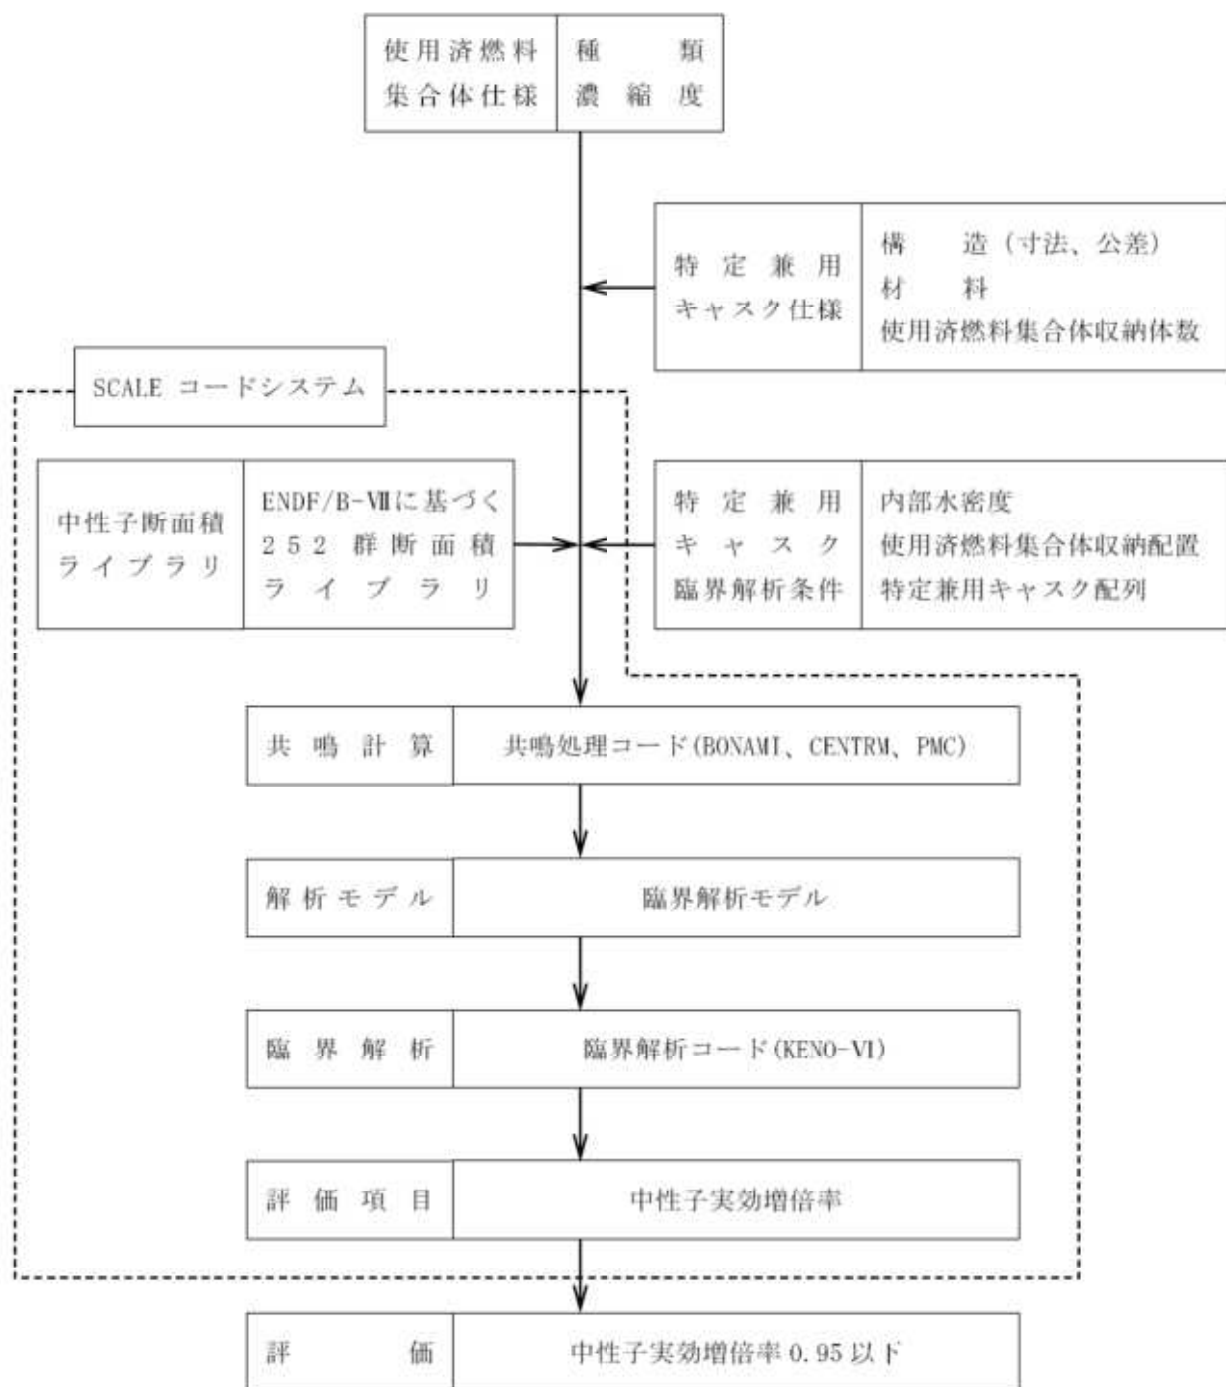 使用済燃料
集合体仕様
種類
濃縮度
特定兼用
キャスク仕様
構造(寸法、公差)
材料
使用済燃料集合体収納体数
SCALE コードシステム
中性子断面積
ライブラリ
ENDF/B-Ⅶに基づく
252群断面積
ライブラリ
特定兼用
キャスク
臨界解析条件
内部水密度
使用済燃料集合体収納配置
特定兼用キャスク配列
共鳴計算
共鳴処理コード(BONAMI、CENTRM、PMC)
解析モデル
臨界解析モデル
臨界解析
臨界解析コード(KENO-Ⅵ)
評価項目
中性子実効増倍率
評価
中性子実効増倍率 0.95 以下